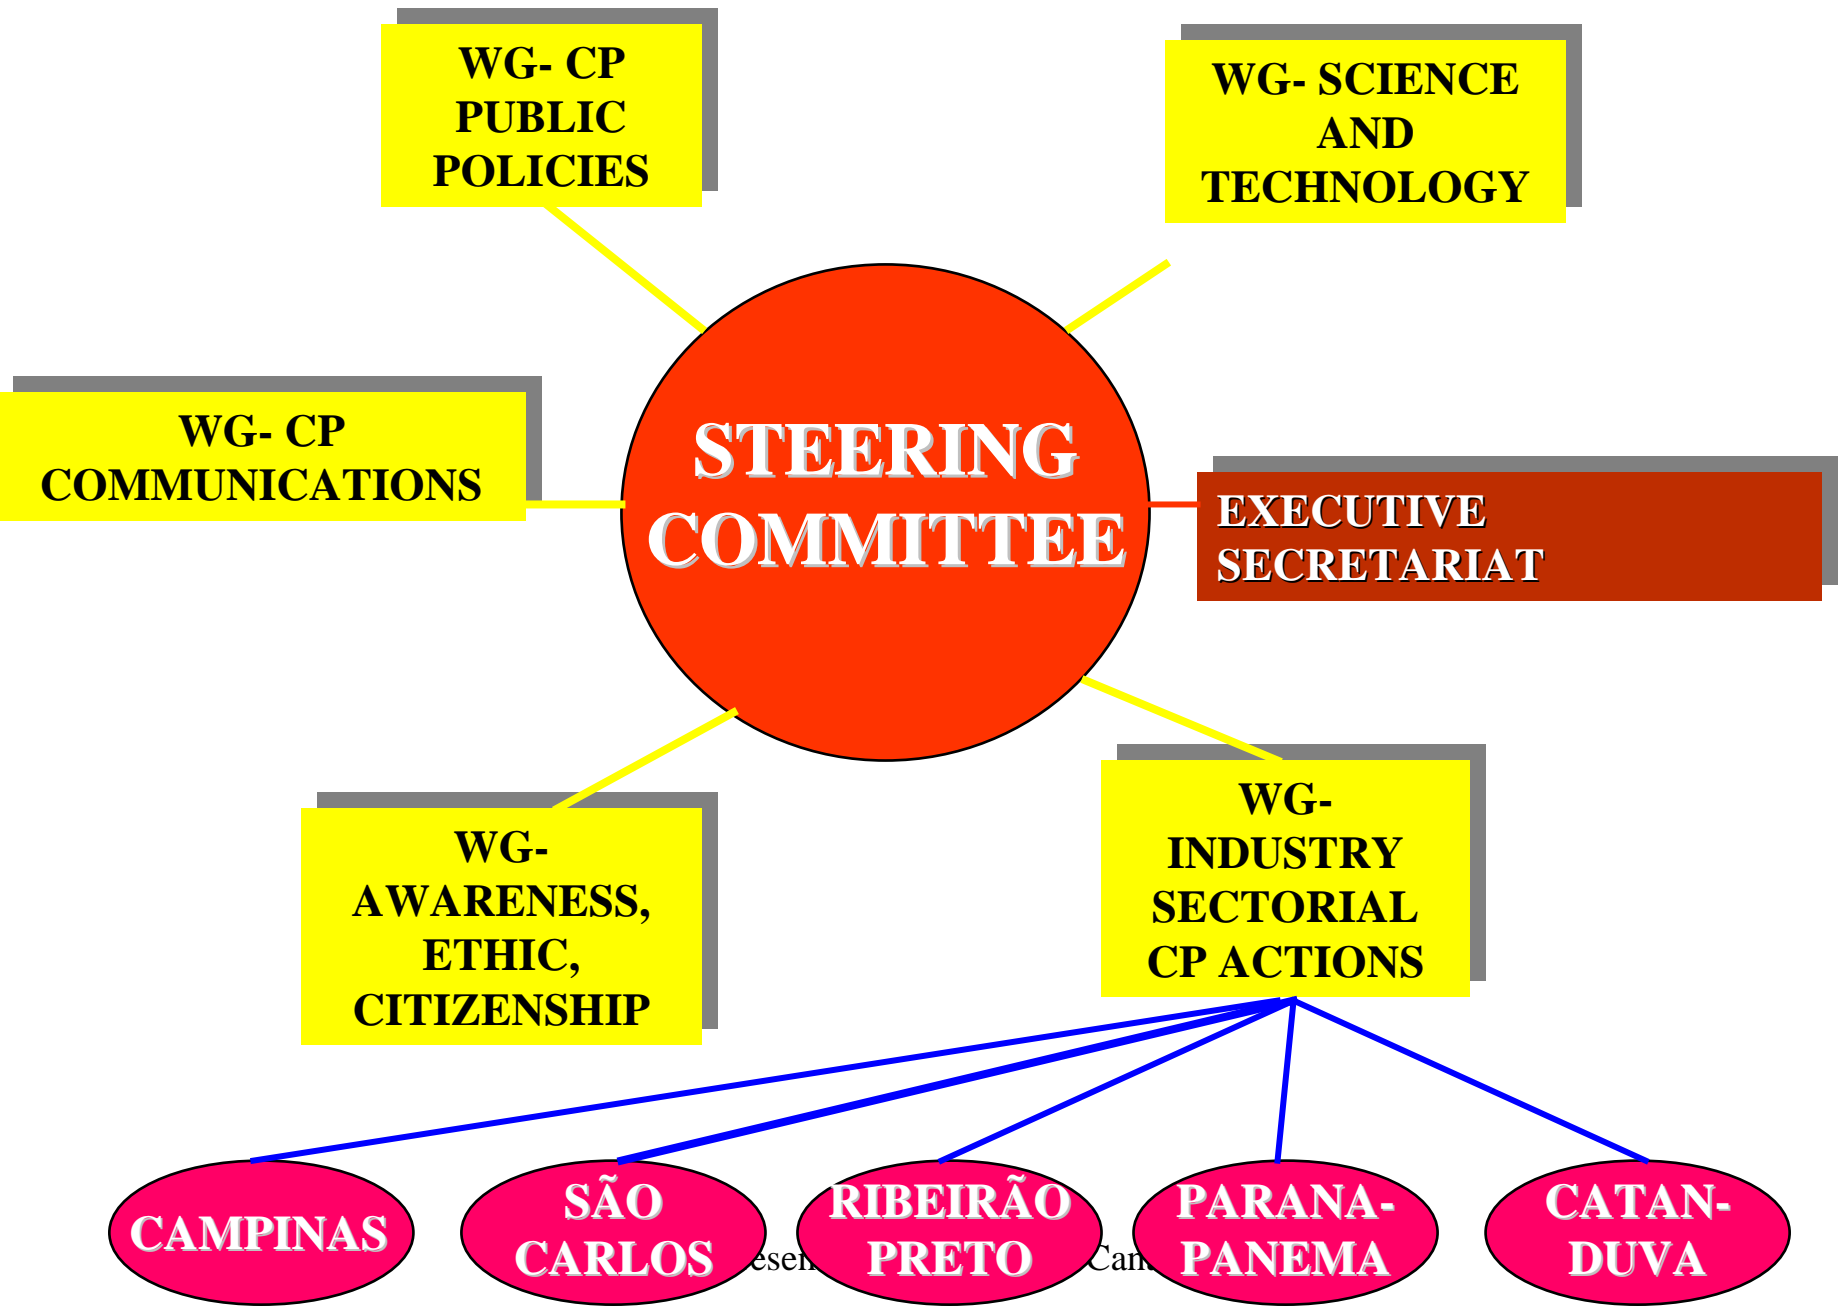 WG- CP
PUBLIC
POLICIES
WG- SCIENCE
AND
TECHNOLOGY
WG- CP
COMMUNICATIONS
STEERING
COMMITTEE
EXECUTIVE
SECRETARIAT
WG-
AWARENESS,
ETHIC,
CITIZENSHIP
WG-
INDUSTRY
SECTORIAL
CP ACTIONS
CAMPINAS
SÃO
CARLOS
RIBEIRÃO
PRETO
PARANA-
PANEMA
CATAN-
DUVA